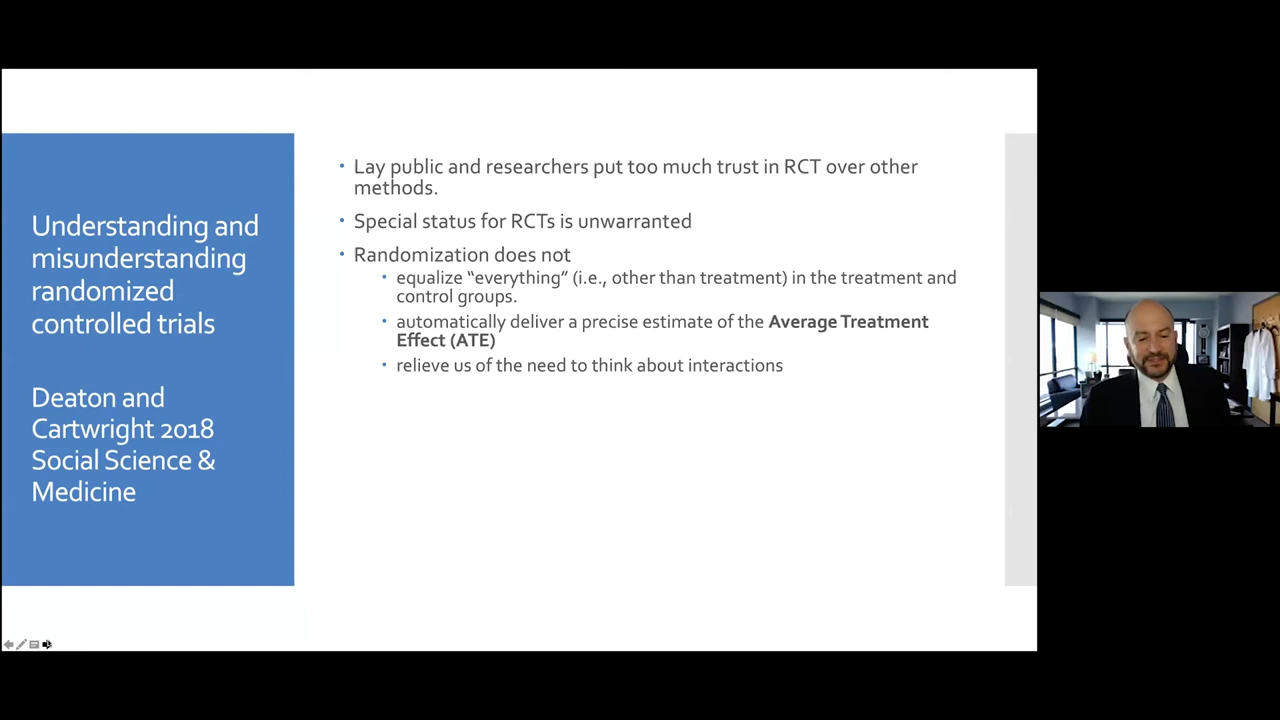 Understanding and
misunderstanding
randomized
controlled trials
Deaton and
Cartwright 2018
Social Science &
Medicine
• Lay public and researchers put too much trust in RCT over other
methods.
• Special status for RCTs is unwarranted
• Randomization does not
• equalize “everything” (i.e., other than treatment) in the treatment and
control groups.
• automatically deliver a precise estimate of the Average Treatment
Effect (ATE)
• relieve us of the need to think about interactions